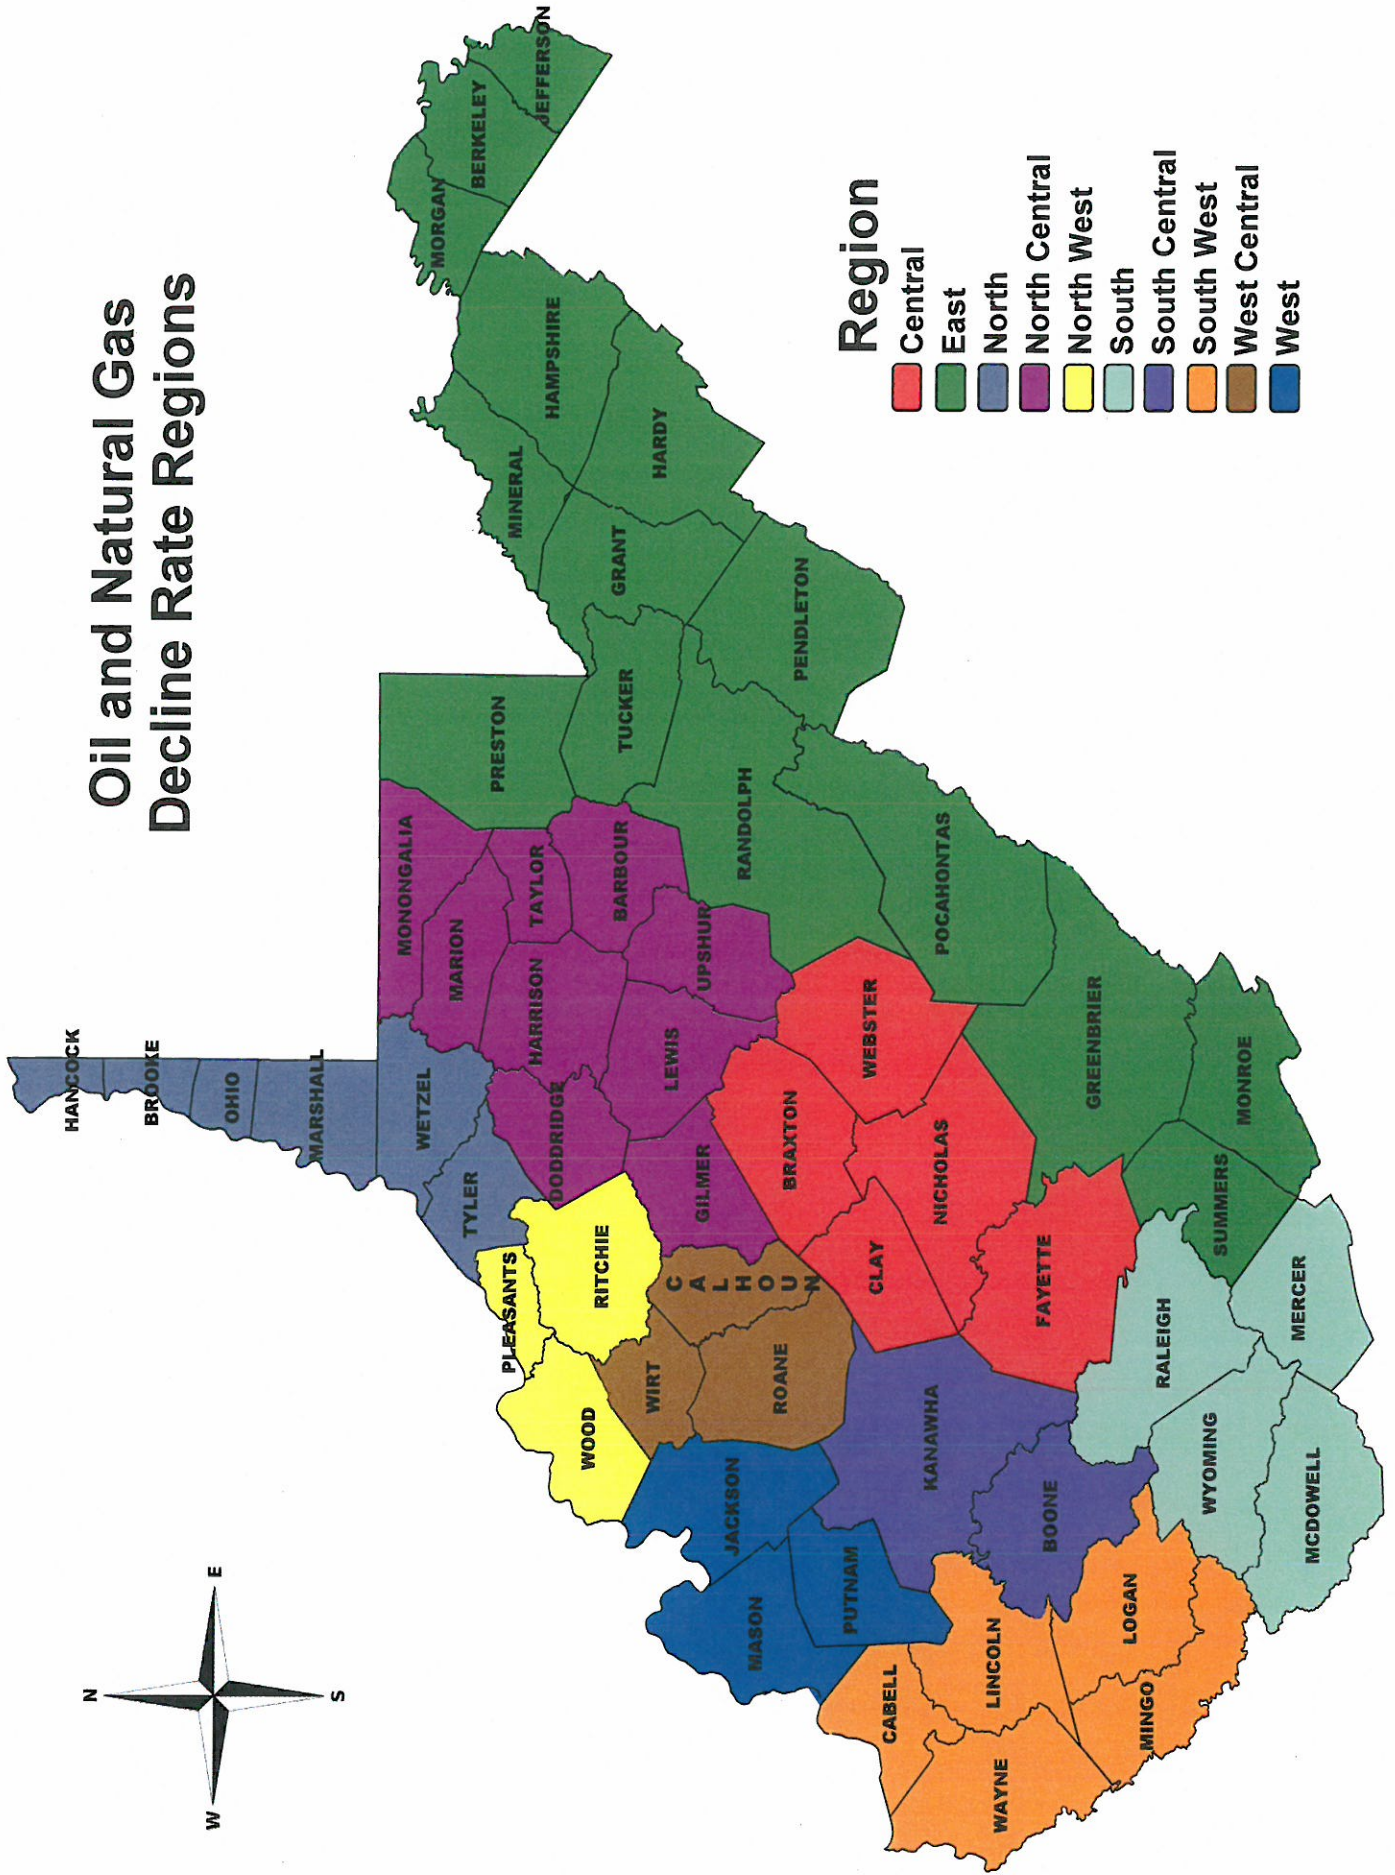 Oil and Natural Gas
Decline Rate Regions
N
W
E
S
HANCOCK
BROOKE
OHIO
MARSHALL
WETZEL
TYLER
PLEASANTS
WOOD
RITCHIE
DODDRIDGE
HARRISON
MARION
MONONGALIA
TAYLOR
PRESTON
BARBOUR
TUCKER
GRANT
MINERAL
HAMPSHIRE
MORGAN
BERKELEY
JEFFERSON
HARDY
PENDLETON
RANDOLPH
UPSHUR
LEWIS
GILMER
C
A
L
H
O
U
N
WIRT
ROANE
JACKSON
MASON
PUTNAM
CABELL
WAYNE
LINCOLN
KANAWHA
CLAY
BRAXTON
WEBSTER
POCAHONTAS
NICHOLAS
FAYETTE
GREENBRIER
MONROE
SUMMERS
MERCER
RALEIGH
BOONE
LOGAN
MINGO
WYOMING
MCDOWELL
Region
Central
East
North
North Central
North West
South
South Central
South West
West Central
West